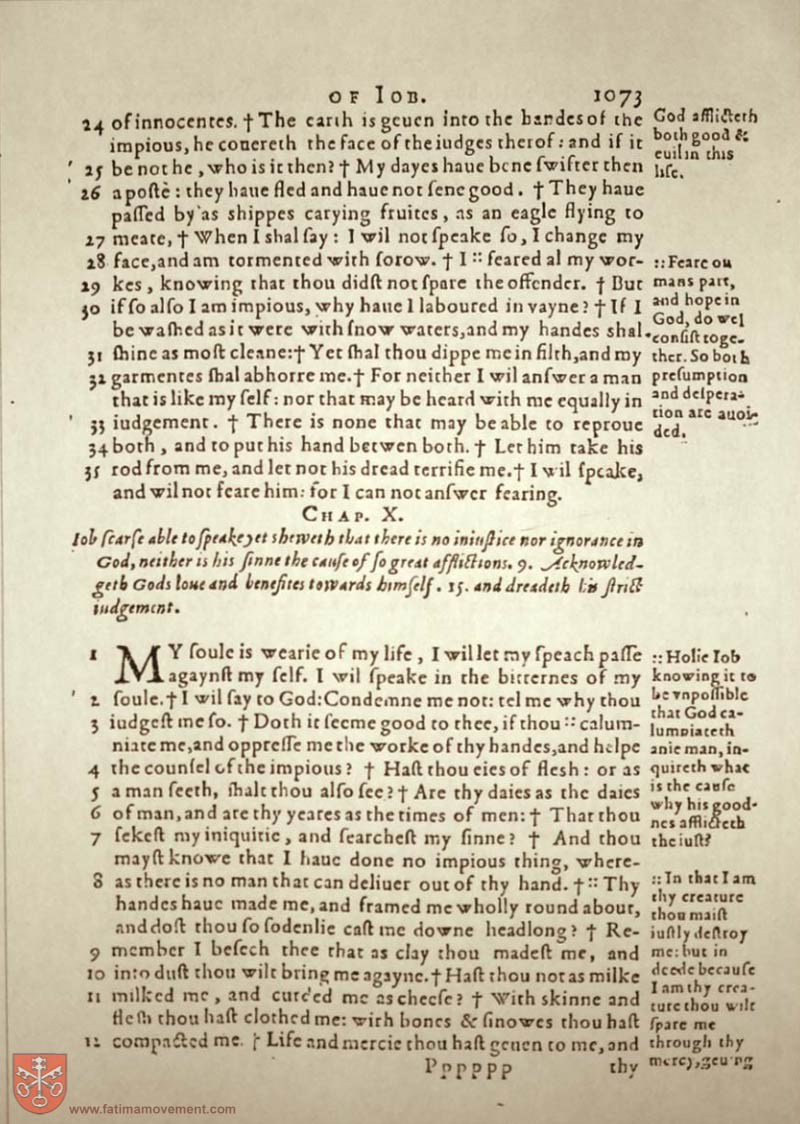 OF IOB. 1073
24 of innocentes. † The earth is geuen into the handes of the
impious, he couereth the face of the iudges therof: and if it
25 be not he, who is it then? † My dayes haue bene ſwifter then
26 a poſte: they haue fled and haue not ſene good. † They haue
paſſed by as shippes carying fruites, as an eagle flying to
27 meate, † When I shal ſay: I wil not ſpeake ſo, I change my
28 face, and am tormented with ſorow. † I :: feared al my wor-
29 kes, knowing that thou didſt not ſpare the offender. † But
30 if ſo alſo I am impious, why haue I laboured in vayne? † If I
be washed as it were with ſnow waters, and my handes shal
31 shine as moſt cleane: † Yet shal thou dippe me in filth, and my
32 garmentes shal abhorre me. † For neither I wil anſwer a man
that is like my ſelf: nor that may be heard with me equally in
33 iudgement. † There is none that may be able to reproue
34 both, and to put his hand betwen both. † Let him take his
35 rod from me, and let not his dread terrifie me. † I wil ſpeake,
and wil not feare him: for I can not anſwer fearing.
God afflicteth
both good &
euil in this
life.
:: Feare on
mans part,
and hope in
God, do wel
conſiſt toge-
ther. So both
preſumption
and deſpera-
tion are auoi-
ded.
CHAP. X.
Iob ſcarſe able to ſpeake yet sheweth that there is no iniuſtice nor ignorance in
God, neither is his ſinne the cauſe of ſo great afflictions. 9. Acknowled-
geth Gods loue and benefites towards himſelf. 15. and dreadeth his ſtrict
iudgement.
1 MY ſoule is wearie of my life, I will let my ſpeach paſſe
agaynſt my ſelf. I wil ſpeake in the bitternes of my
2 ſoule. † I wil ſay to God: Condemne me not: tel me why thou
3 iudgeſt me ſo. † Doth it ſeeme good to thee, if thou :: calum-
niate me, and oppreſſe me the worke of thy handes, and helpe
4 the counſel of the impious? † Haſt thou eies of flesh: or as
5 a man ſeeth, shalt thou alſo ſee? † Are thy daies as the daies
6 of man, and are thy yeares as the times of men: † That thou
7 ſekeſt my iniquitie, and ſearcheſt my ſinne? † And thou
mayſt knowe that I haue done no impious thing, where-
8 as there is no man that can deliuer out of thy hand. † :: Thy
handes haue made me, and framed me wholly round about,
and doſt thou ſo ſodenlie caſt me downe headlong? † Re-
9 member I beſech thee that as clay thou madeſt me, and
10 into duſt thou wilt bring me agayne. † Haſt thou not as milke
11 milked me, and curded me as cheeſe? † With skinne and
flesh thou haſt clothed me: with bones & ſinowes thou haſt
12 compacted me. † Life and mercie thou haſt geuen to me, and
Pppppp thy
:: Holie Iob
knowing it to
be vnpoſſible
that God ca-
lumniateth
anie man, in-
quireth what
is the cauſe
why his good-
nes afflicteth
the iuſt?
:: In that I am
thy creature
thou maiſt
iuſtly deſtroy
me: but in
deede becauſe
I am thy crea-
ture thou wilt
ſpare me
through thy
mercy, geuing
www.fatimamovement.com